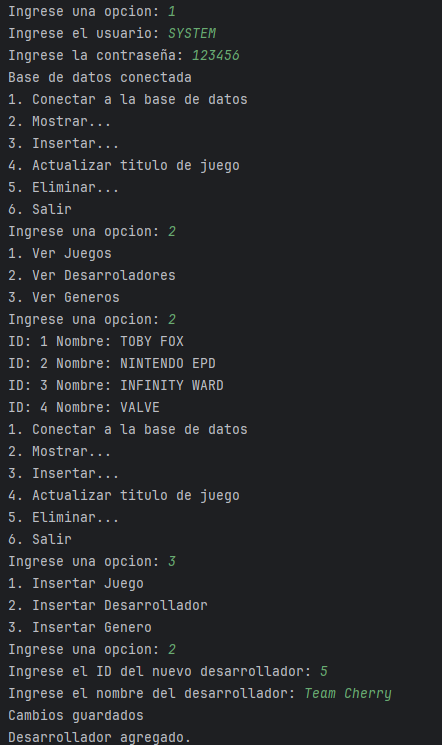 Ingrese una opcion: 1
Ingrese el usuario: SYSTEM
Ingrese la contraseña: 123456
Base de datos conectada
1. Conectar a la base de datos
2. Mostrar...
3. Insertar...
4. Actualizar titulo de juego
5. Eliminar...
6. Salir
Ingrese una opcion: 2
1. Ver Juegos
2. Ver Desarroladores
3. Ver Generos
Ingrese una opcion: 2
ID: 1 Nombre: TOBY FOX
ID: 2 Nombre: NINTENDO EPD
ID: 3 Nombre: INFINITY WARD
ID: 4 Nombre: VALVE
1. Conectar a la base de datos
2. Mostrar...
3. Insertar...
4. Actualizar titulo de juego
5. Eliminar...
6. Salir
Ingrese una opcion: 3
1. Insertar Juego
2. Insertar Desarrollador
3. Insertar Genero
Ingrese una opcion: 2
Ingrese el ID del nuevo desarrollador: 5
Ingrese el nombre del desarrollador: Team Cherry
Cambios guardados
Desarrollador agregado.